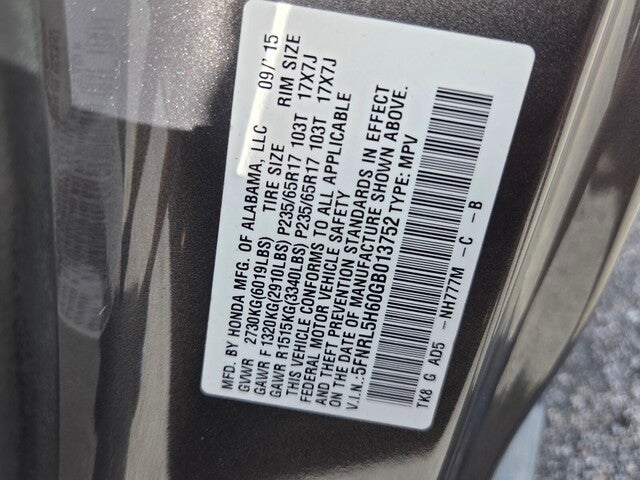 MFD. BY HONDA MFG. OF ALABAMA, LLC 09/'15
GVWR 2730KG(6019LBS) TIRE SIZE RIM SIZE
GAWR F 1320KG(2910LBS) P235/65R17 103T 17X7J
GAWR R1515KG(3340LBS) P235/65R17 103T 17X7J
THIS VEHICLE CONFORMS TO ALL APPLICABLE
FEDERAL MOTOR VEHICLE SAFETY
AND THEFT PREVENTION STANDARDS IN EFFECT
ON THE DATE OF MANUFACTURE SHOWN ABOVE.
V.I.N.:5FNRL5H60GB013752 TYPE: MPV
TK8 G AD5 -NH777M -C -B